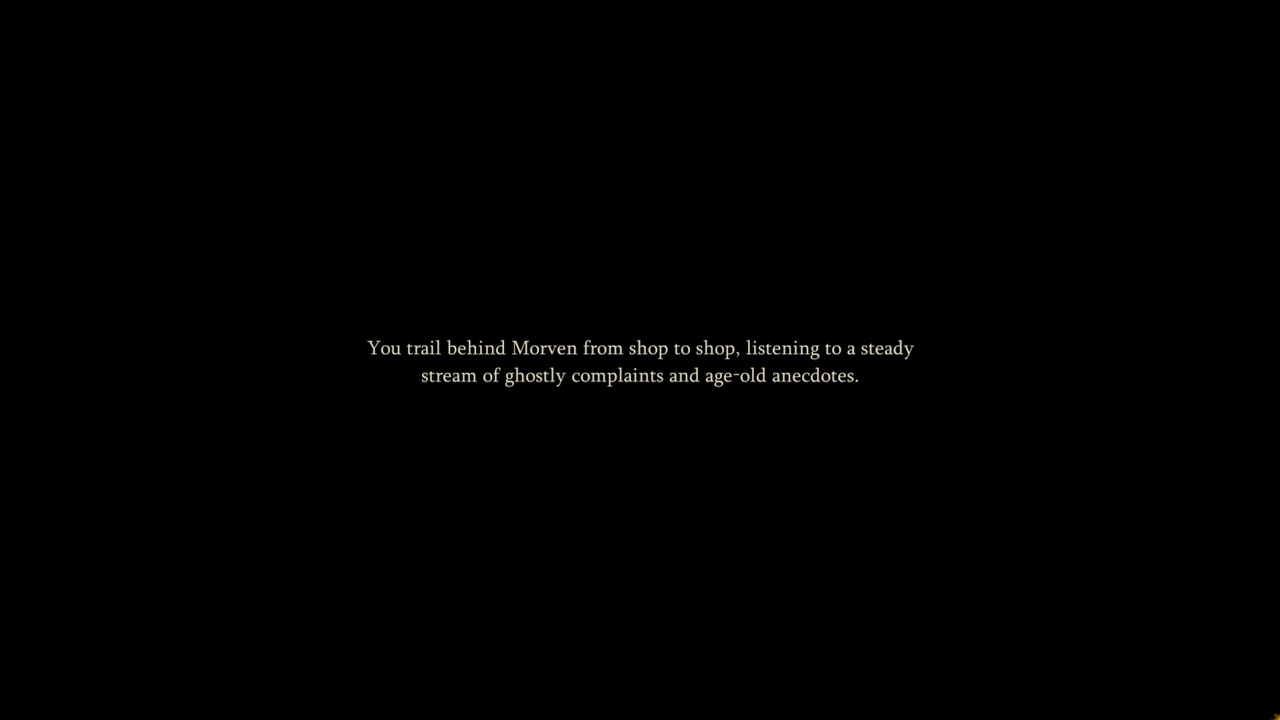 You trail behind Morven from shop to shop, listening to a steady
stream of ghostly complaints and age-old anecdotes.